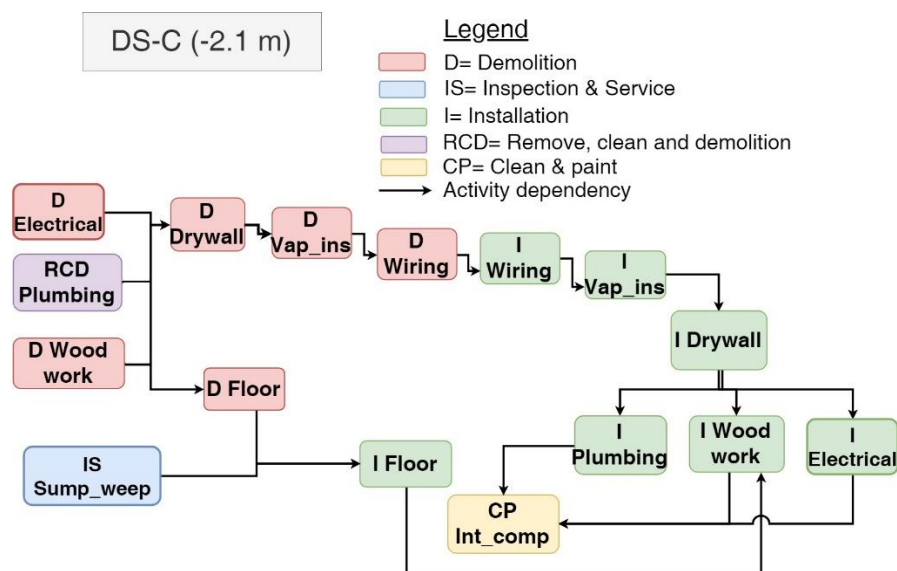 DS-C (-2.1 m)
Legend
D= Demolition
IS= Inspection & Service
I= Installation
RCD= Remove, clean and demolition
CP= Clean & paint
Activity dependency
D
Electrical
D
Drywall
D
Vap_ins
D
Wiring
I
Wiring
I
Vap_ins
RCD
Plumbing
I Drywall
D Wood
work
D Floor
I
Plumbing
I Wood
work
I
Electrical
IS
Sump_weep
I Floor
CP
Int_comp